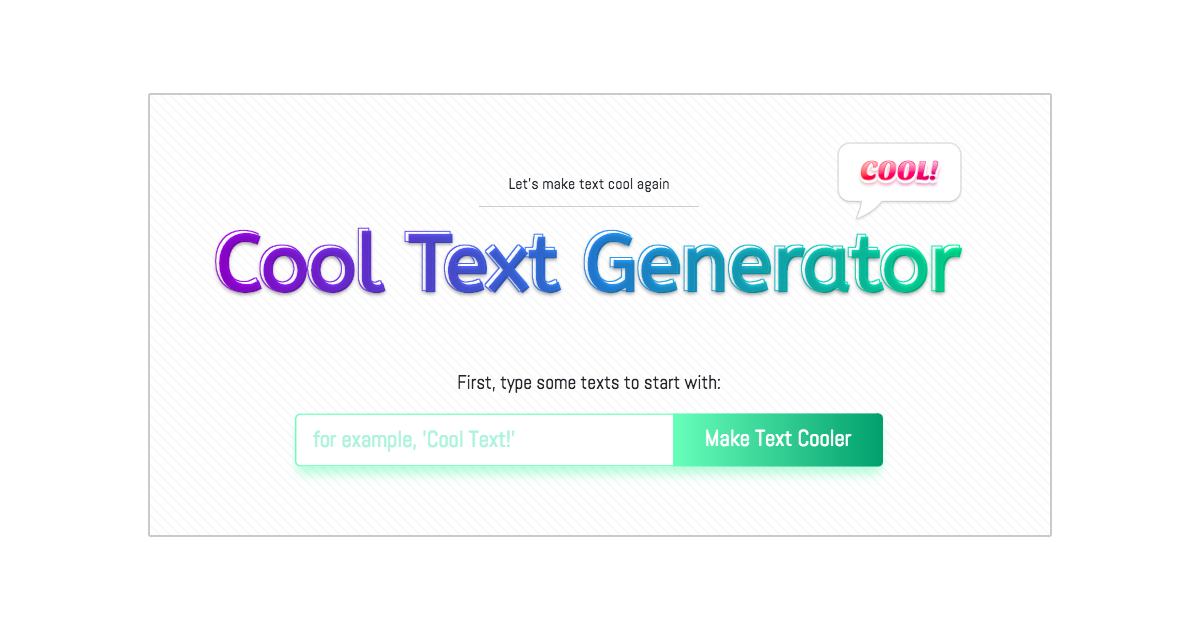 COOL!
Let's make text cool again
Cool Text Generator
First, type some texts to start with:
for example, 'Cool Text!'
Make Text Cooler